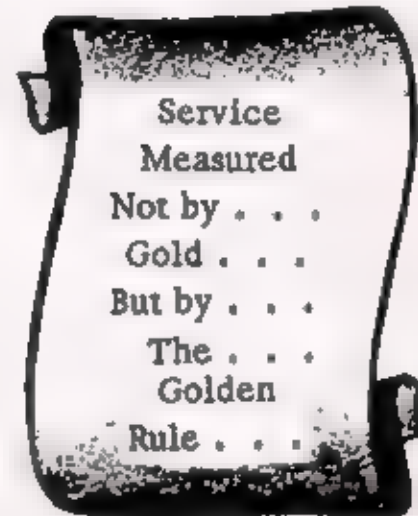 Service
Measured
Not by . . .
Gold . . .
But by . . .
The . . .
Golden
Rule . . .